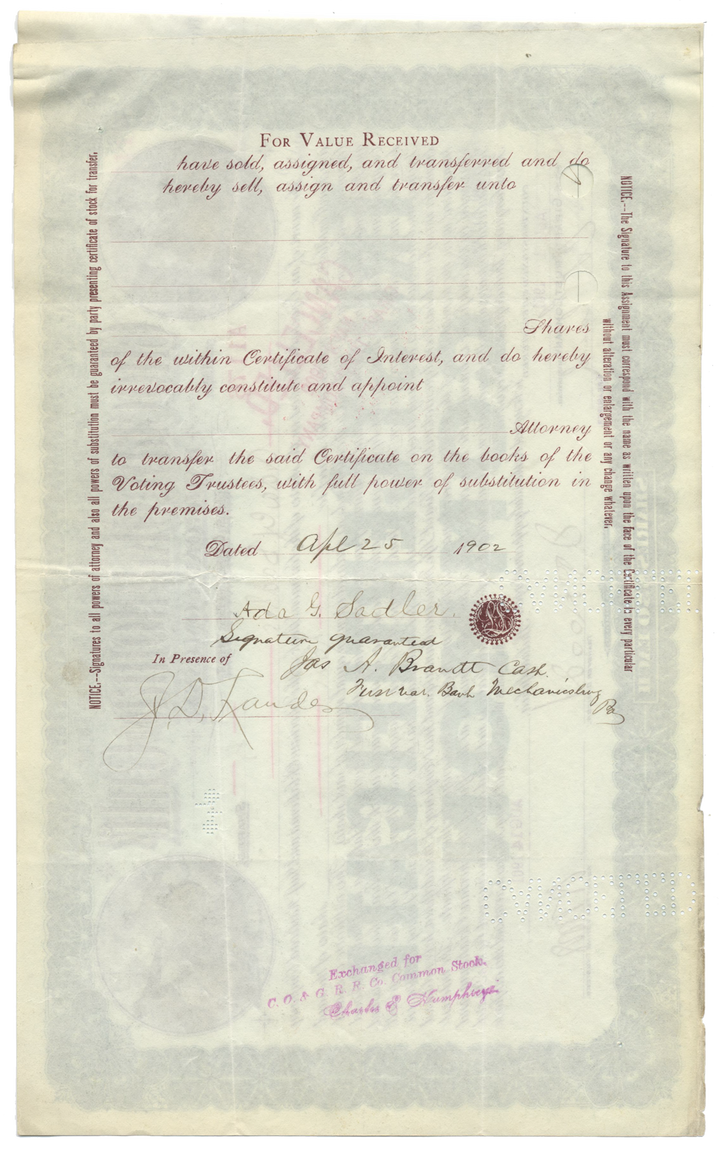 FOR VALUE RECEIVED
have sold, assigned, and transferred and do
hereby sell, assign and transfer unto
Shares
of the within Certificate of Interest, and do hereby
irrevocably constitute and appoint
Attorney
to transfer the said Certificate on the books of the
Voting Trustees, with full power of substitution in
the premises.
Dated Apl 25 1902
Ada G. Sadler
Signature guaranteed
In Presence of
Jas A. Brandt Cash.
Bank Mechanicsburg
Pa
NOTICE.—Signatures to all powers of attorney and also all powers of substitution must be guaranteed by party presenting certificate of stock for transfer.
NOTICE.—The Signature to this Assignment must correspond with the name as written upon the face of the Certificate in every particular
without alteration or enlargement or any change whatever.
Exchanged for
C. O. & G. R. R. Co. Common Stock.
Charles E Humphreys
CANCELLED